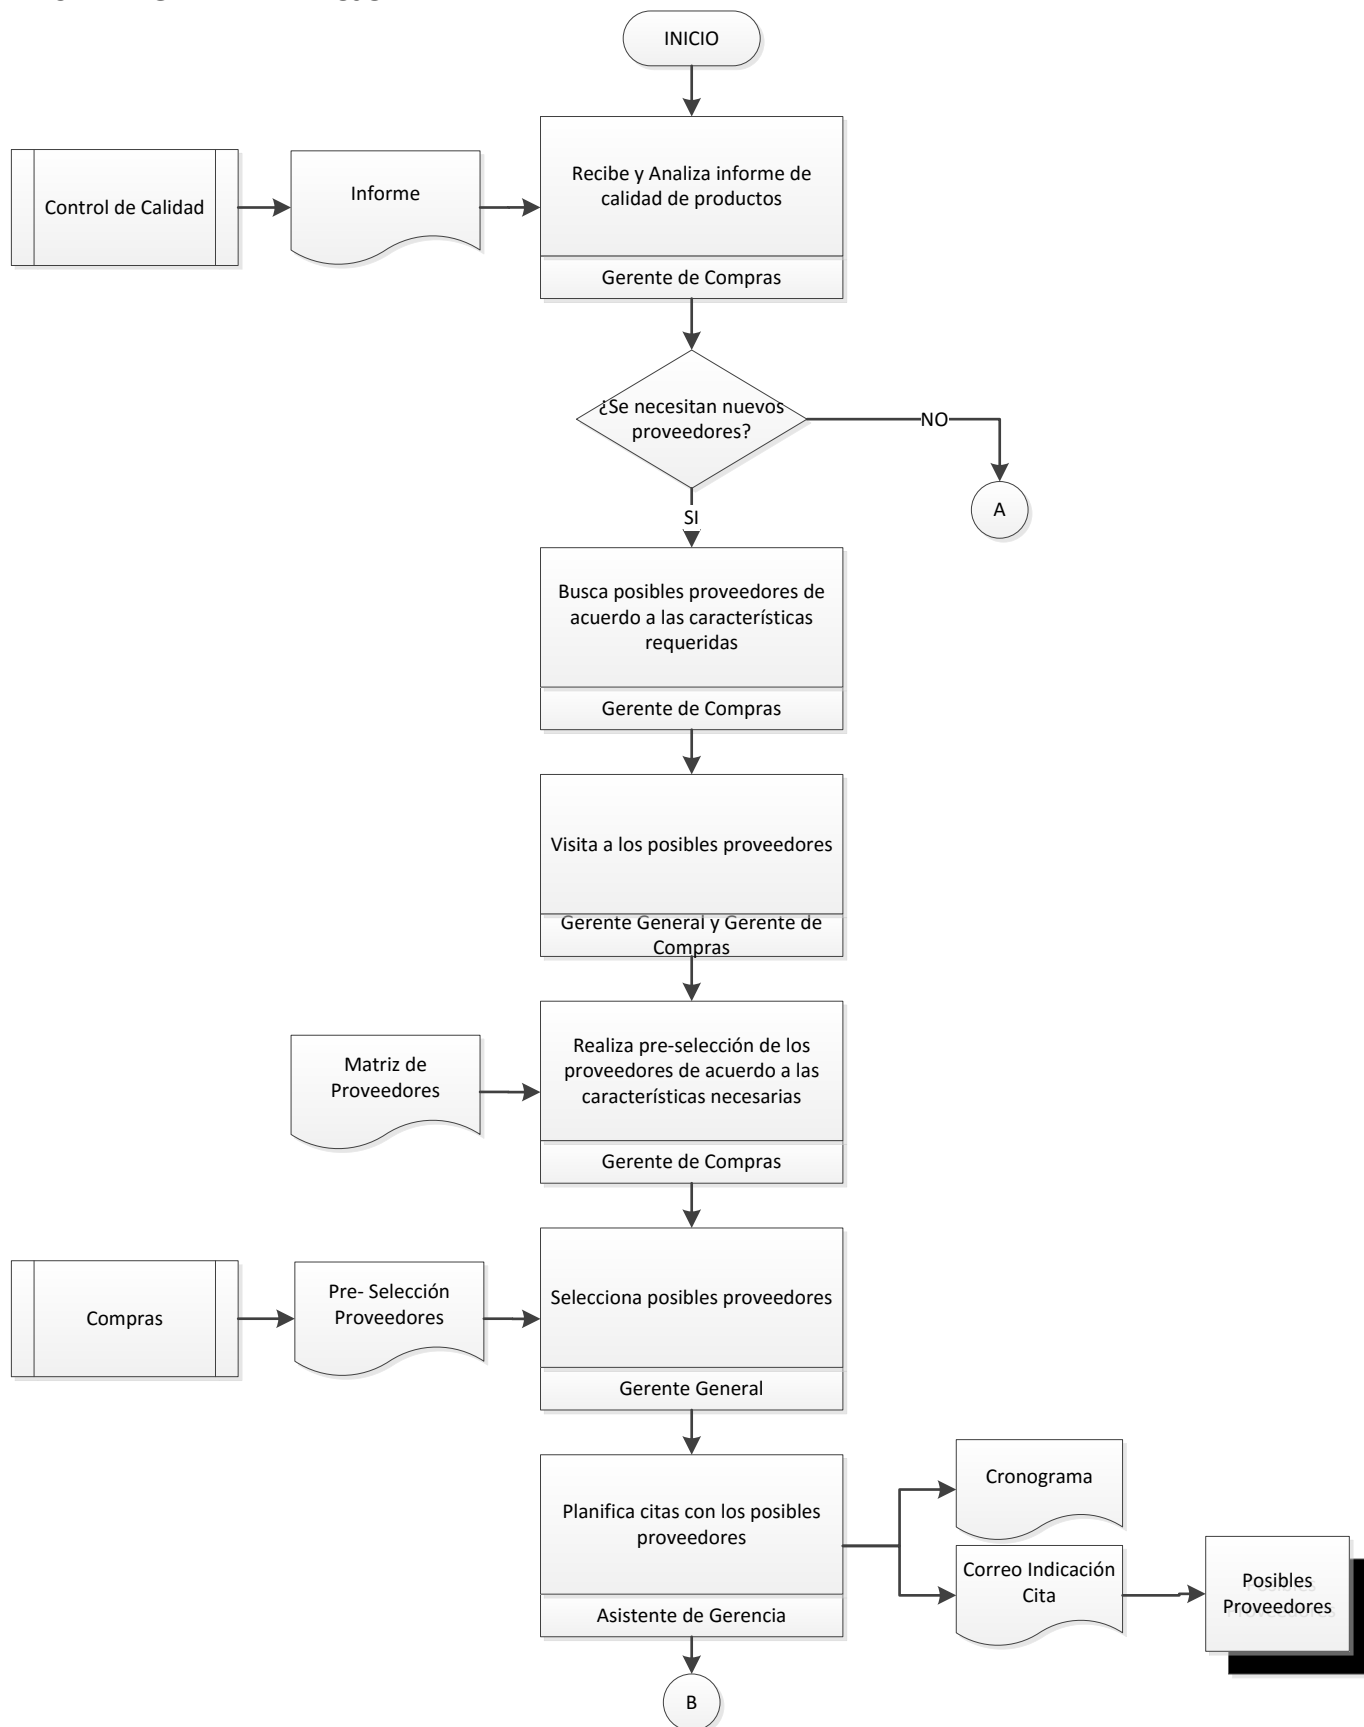 INICIO
Control de Calidad
Informe
Recibe y Analiza informe de
calidad de productos
Gerente de Compras
¿Se necesitan nuevos
proveedores?
NO
A
SI
Busca posibles proveedores de
acuerdo a las características
requeridas
Gerente de Compras
Visita a los posibles proveedores
Gerente General y Gerente de
Compras
Matriz de
Proveedores
Realiza pre-selección de los
proveedores de acuerdo a las
características necesarias
Gerente de Compras
Compras
Pre- Selección
Proveedores
Selecciona posibles proveedores
Gerente General
Planifica citas con los posibles
proveedores
Asistente de Gerencia
Cronograma
Correo Indicación
Cita
Posibles
Proveedores
B